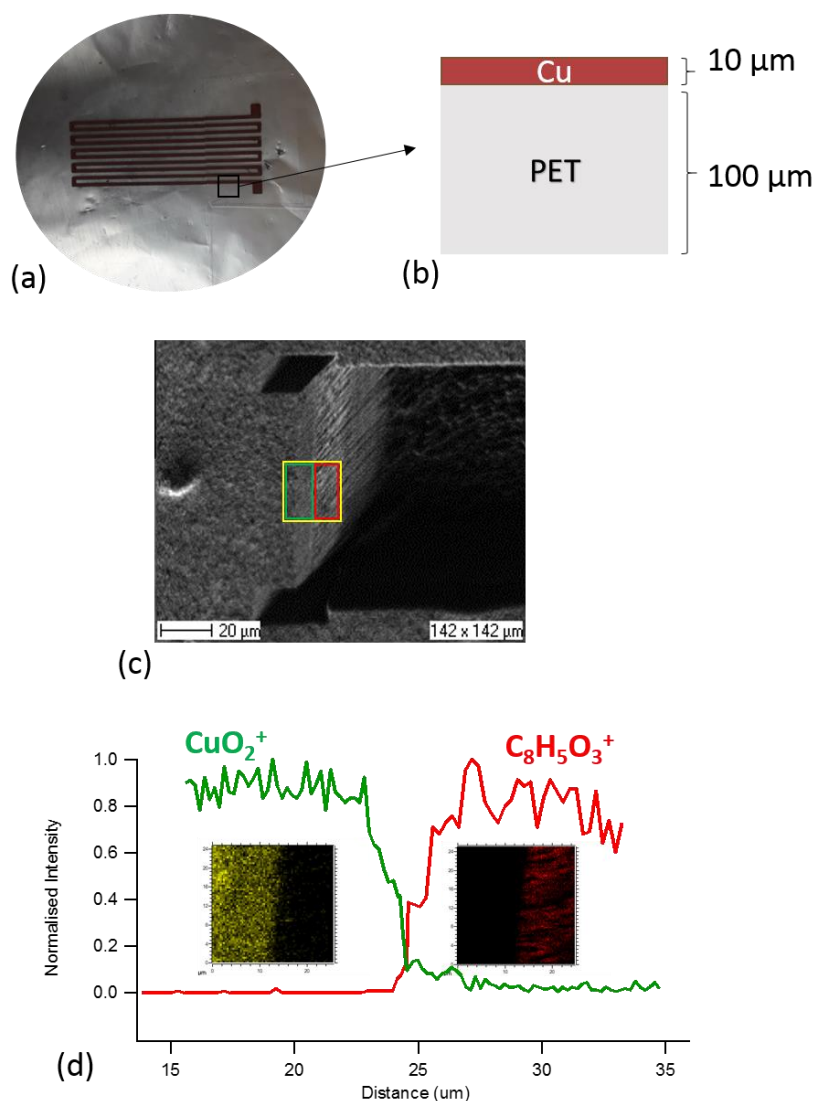 (a)
(b)
Cu
PET
10 µm
100 µm
20 µm
142 x 142 µm
(c)
CuO₂⁺
C₈H₅O₃⁺
1.0
0.8
0.6
0.4
0.2
0.0
Normalised Intensity
15
20
25
30
35
Distance (um)
(d)